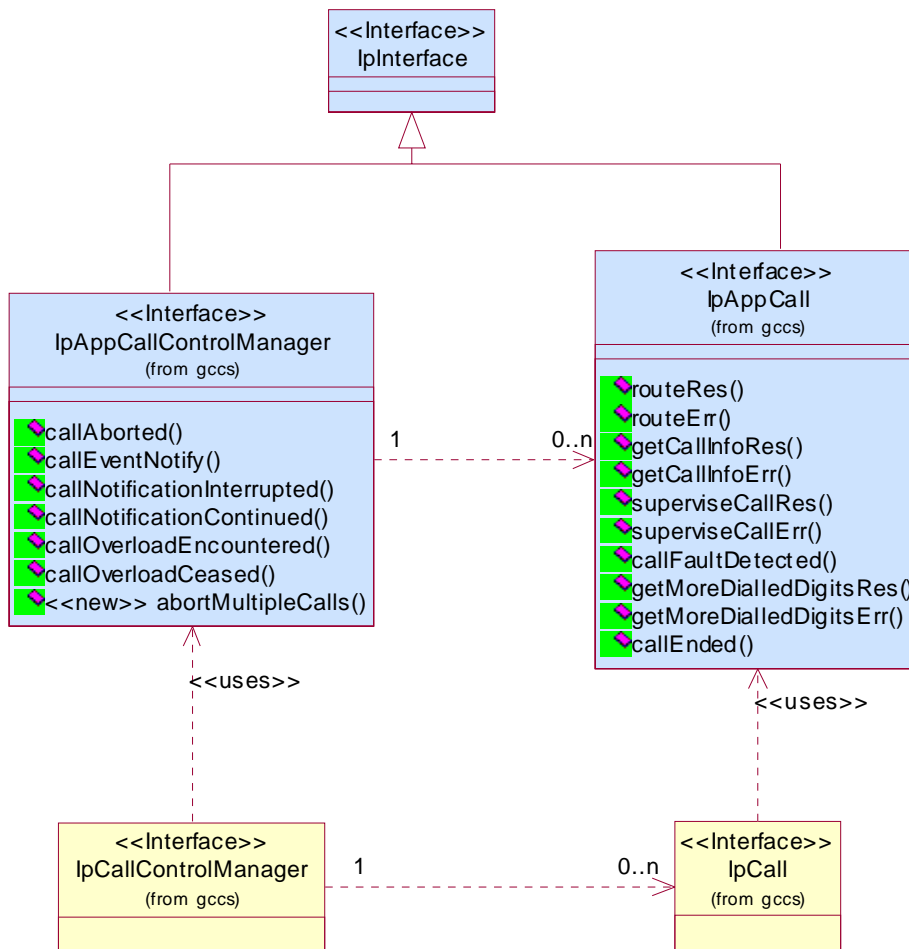 <<Interface>>
IpInterface
<<Interface>>
IpAppCallControlManager
(from gccs)
callAborted()
callEventNotify()
callNotificationInterrupted()
callNotificationContinued()
callOverloadEncountered()
callOverloadCeased()
<<new>> abortMultipleCalls()
1
0..n
<<Interface>>
IpAppCall
(from gccs)
routeRes()
routeErr()
getCallInfoRes()
getCallInfoErr()
superviseCallRes()
superviseCallErr()
callFaultDetected()
getMoreDialledDigitsRes()
getMoreDialledDigitsErr()
callEnded()
<<uses>>
<<uses>>
<<Interface>>
IpCallControlManager
(from gccs)
1
0..n
<<Interface>>
IpCall
(from gccs)